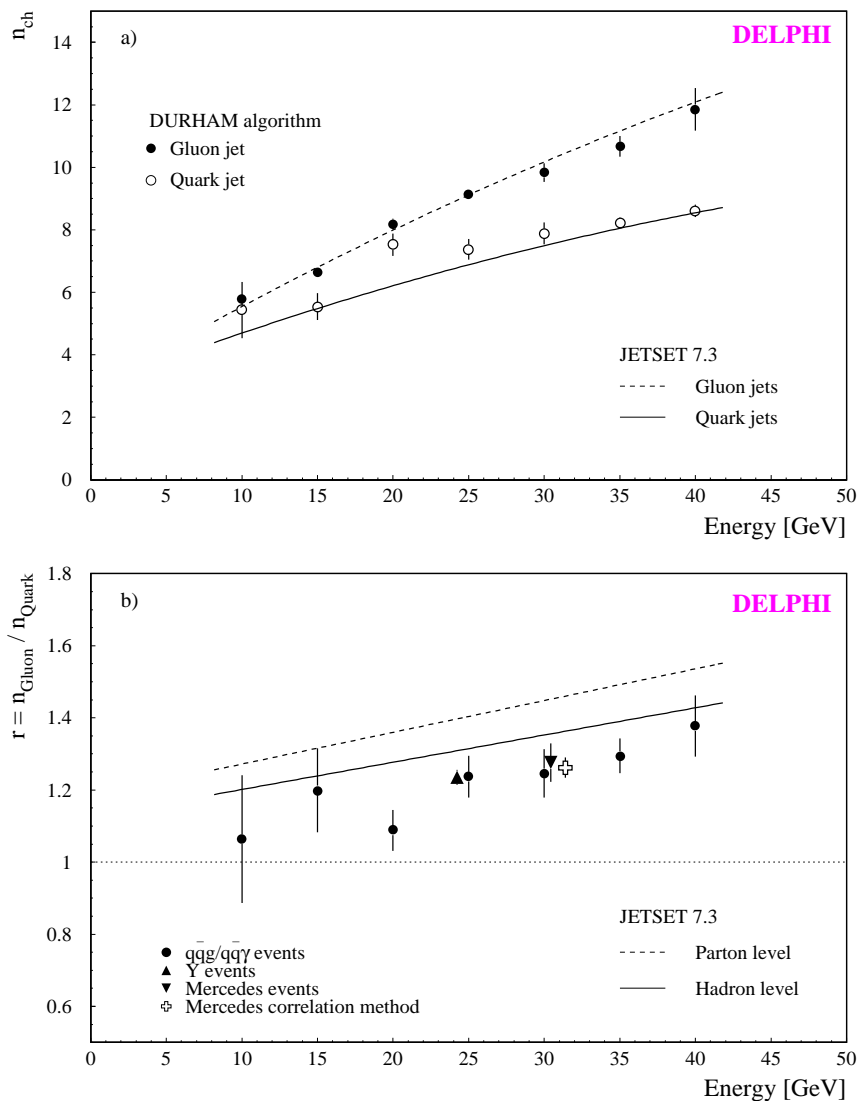 n_ch
a)
DELPHI
DURHAM algorithm
Gluon jet
Quark jet
JETSET 7.3
Gluon jets
Quark jets
14
12
10
8
6
4
2
0
0 5 10 15 20 25 30 35 40 45 50
Energy [GeV]
r = n_Gluon / n_Quark
b)
DELPHI
1.8
1.6
1.4
1.2
1
0.8
0.6
JETSET 7.3
Parton level
Hadron level
qq̄g/qq̄γ events
Y events
Mercedes events
Mercedes correlation method
0 5 10 15 20 25 30 35 40 45 50
Energy [GeV]